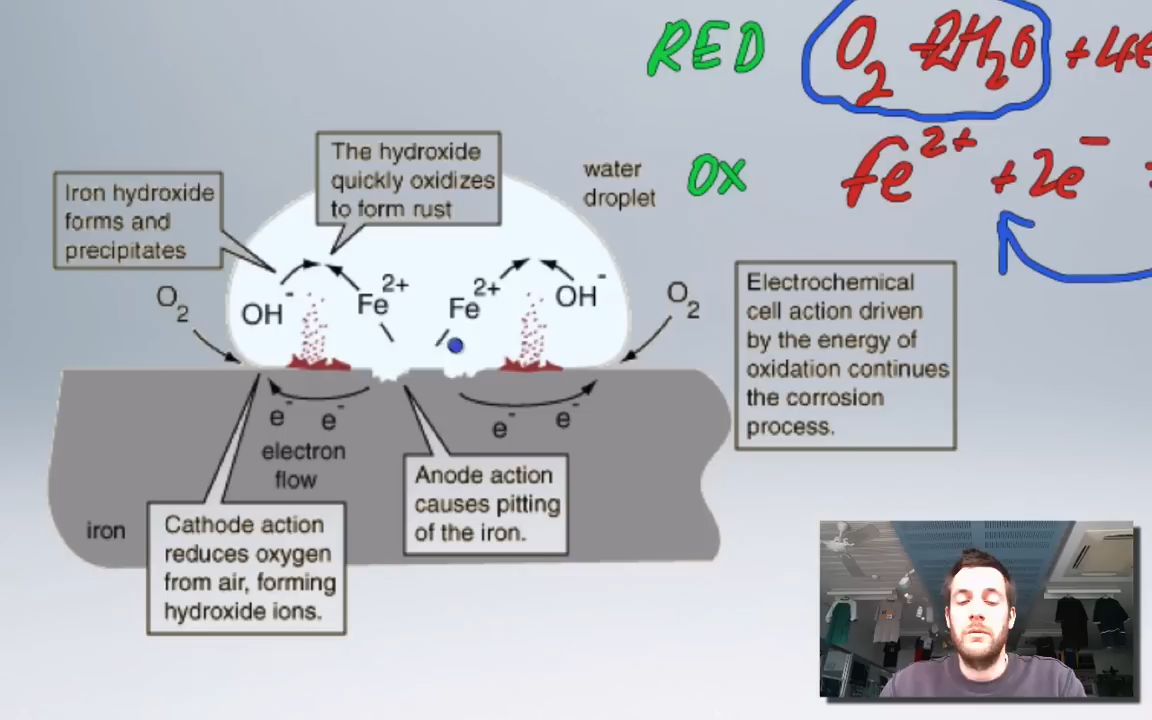 RED O₂ + 2H₂O + 4e
OX Fe²⁺ + 2e⁻
The hydroxide
quickly oxidizes
to form rust
water
droplet
Iron hydroxide
forms and
precipitates
O₂
OH⁻
Fe²⁺
Fe²⁺
OH⁻
O₂
Electrochemical
cell action driven
by the energy of
oxidation continues
the corrosion
process.
e⁻ e⁻
e⁻ e⁻
electron
flow
Anode action
causes pitting
of the iron.
iron
Cathode action
reduces oxygen
from air, forming
hydroxide ions.